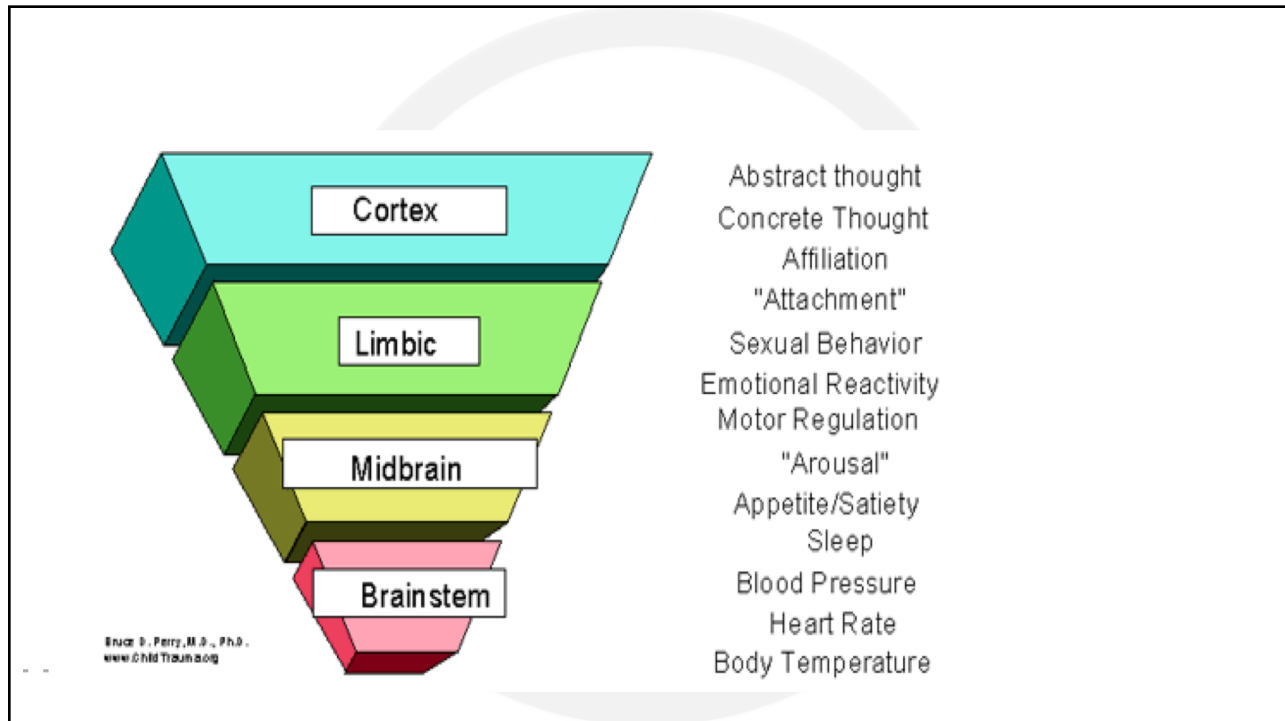 Cortex
Limbic
Midbrain
Brainstem
Abstract thought
Concrete Thought
Affiliation
"Attachment"
Sexual Behavior
Emotional Reactivity
Motor Regulation
"Arousal"
Appetite/Satiety
Sleep
Blood Pressure
Heart Rate
Body Temperature
Bruce D. Perry, M.D., Ph.D.
www.ChildTrauma.org